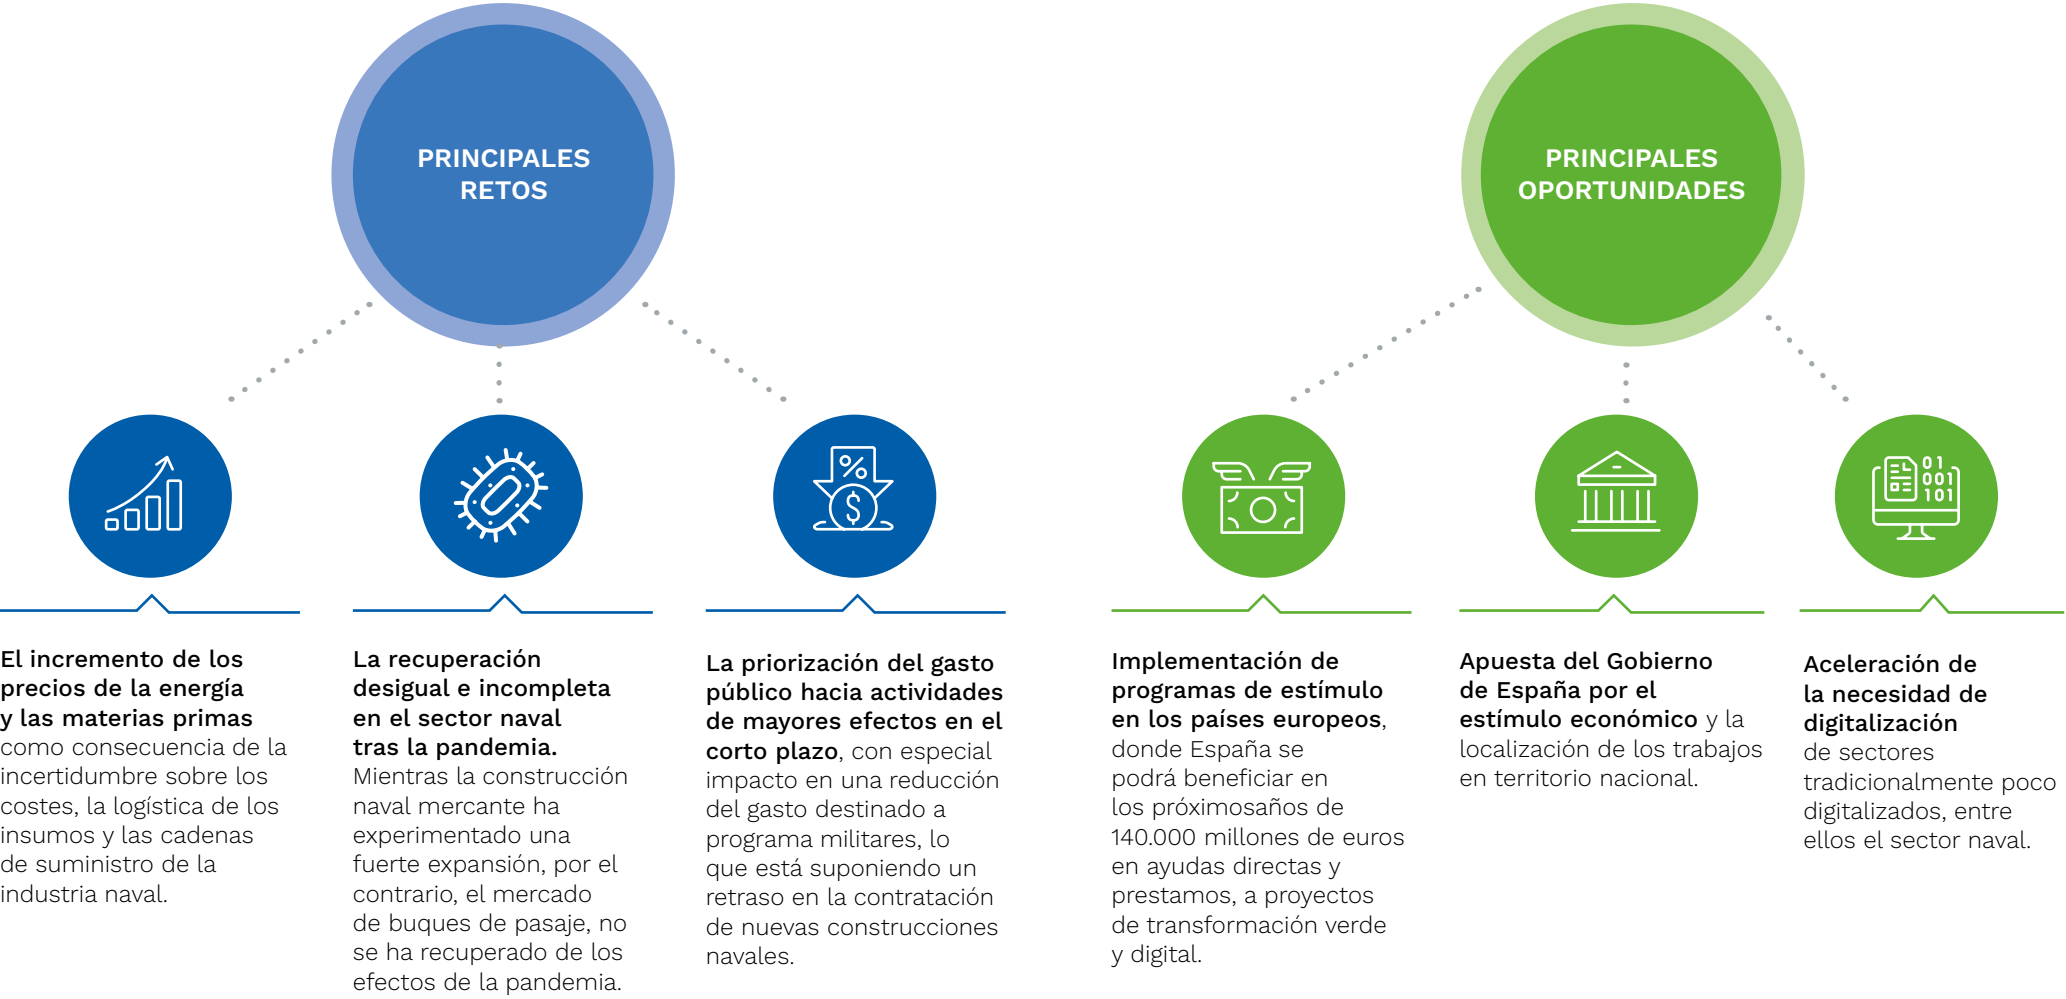 PRINCIPALES
RETOS
PRINCIPALES
OPORTUNIDADES
%
$
01
001
101
El incremento de los
precios de la energía
y las materias primas
como consecuencia de la
incertidumbre sobre los
costes, la logística de los
insumos y las cadenas
de suministro de la
industria naval.
La recuperación
desigual e incompleta
en el sector naval
tras la pandemia.
Mientras la construcción
naval mercante ha
experimentado una
fuerte expansión, por el
contrario, el mercado
de buques de pasaje, no
se ha recuperado de los
efectos de la pandemia.
La priorización del gasto
público hacia actividades
de mayores efectos en el
corto plazo, con especial
impacto en una reducción
del gasto destinado a
programa militares, lo
que está suponiendo un
retraso en la contratación
de nuevas construcciones
navales.
Implementación de
programas de estímulo
en los países europeos,
donde España se
podrá beneficiar en
los próximosaños de
140.000 millones de euros
en ayudas directas y
prestamos, a proyectos
de transformación verde
y digital.
Apuesta del Gobierno
de España por el
estímulo económico y la
localización de los trabajos
en territorio nacional.
Aceleración de
la necesidad de
digitalización
de sectores
tradicionalmente poco
digitalizados, entre
ellos el sector naval.